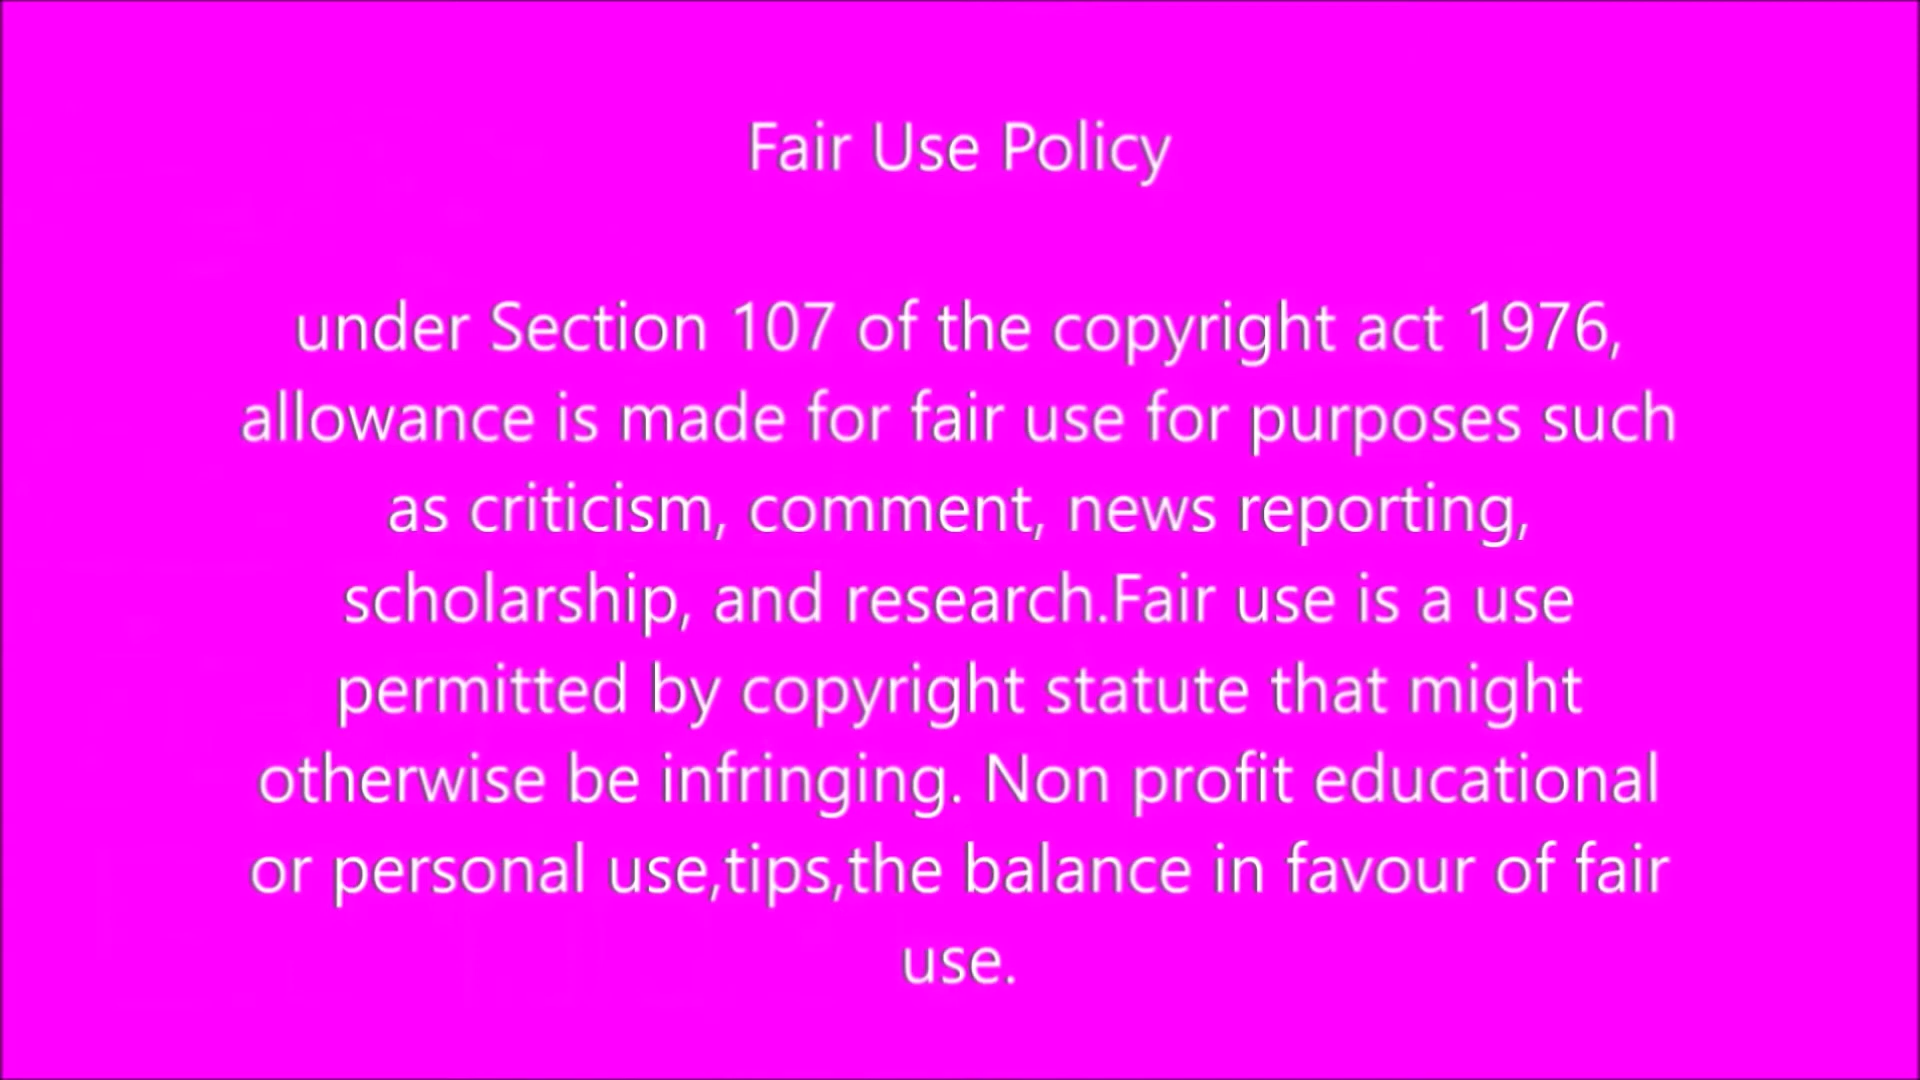 Fair Use Policy
under Section 107 of the copyright act 1976,
allowance is made for fair use for purposes such
as criticism, comment, news reporting,
scholarship, and research.Fair use is a use
permitted by copyright statute that might
otherwise be infringing. Non profit educational
or personal use,tips,the balance in favour of fair
use.